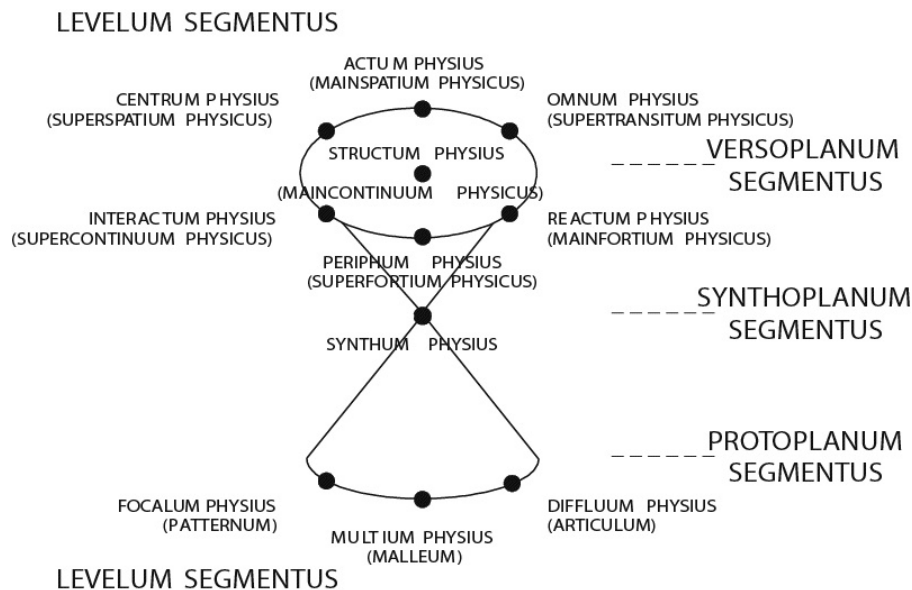 LEVELUM SEGMENTUS
ACTUM PHYSIUS
(MAINSPATIUM PHYSICUS)
CENTRUM PHYSIUS
(SUPERSPATIUM PHYSICUS)
OMNUM PHYSIUS
(SUPERTRANSITUM PHYSICUS)
STRUCTUM PHYSIUS
(MAINCONTINUUM PHYSICUS)
VERSOPLANUM
SEGMENTUS
INTERACTUM PHYSIUS
(SUPERCONTINUUM PHYSICUS)
REACTUM PHYSIUS
(MAINFORTIUM PHYSICUS)
PERIPHUM PHYSIUS
(SUPERFORTIUM PHYSICUS)
SYNTHOPLANUM
SEGMENTUS
SYNTHUM PHYSIUS
PROTOPLANUM
SEGMENTUS
FOCALUM PHYSIUS
(PATTERNUM)
DIFFLUUM PHYSIUS
(ARTICULUM)
MULTIUM PHYSIUS
(MALLEUM)
LEVELUM SEGMENTUS